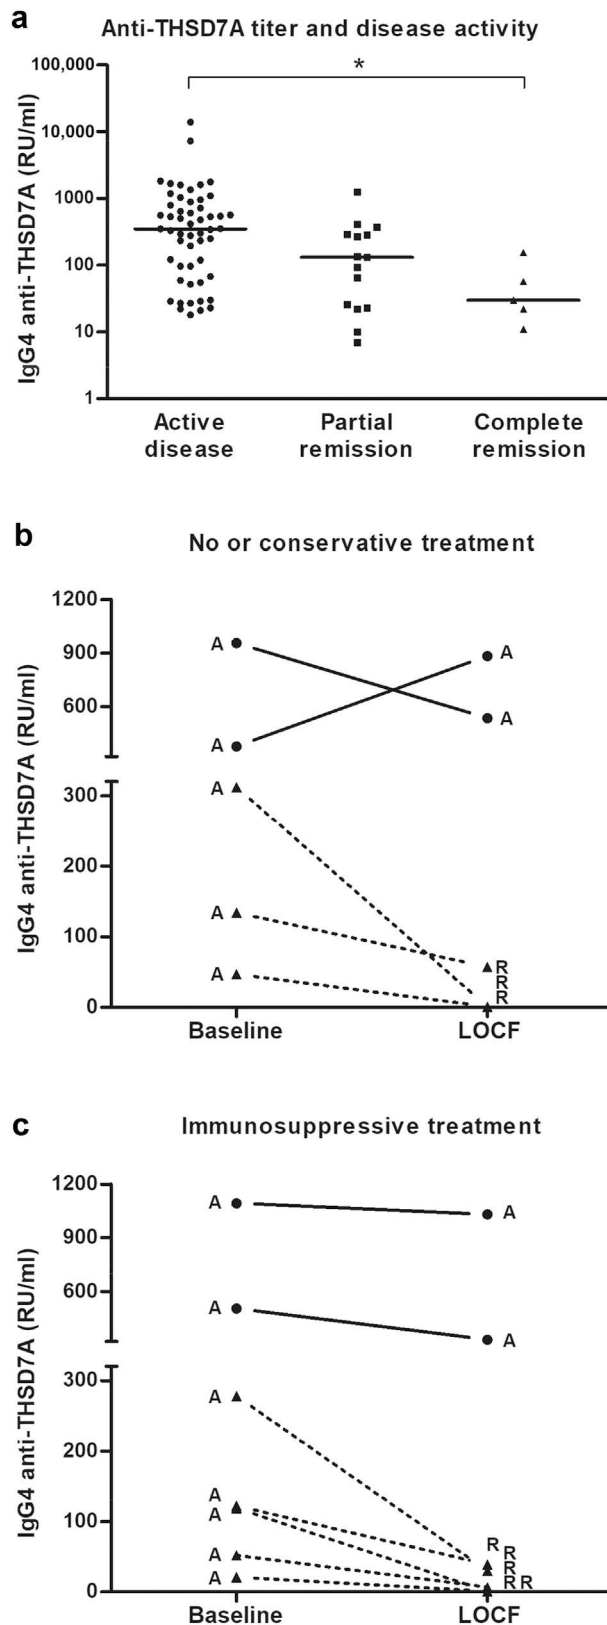 a
Anti-THSD7A titer and disease activity
IgG4 anti-THSD7A (RU/ml)
100,000
10,000
1000
100
10
1
*
Active disease
Partial remission
Complete remission
b
No or conservative treatment
IgG4 anti-THSD7A (RU/ml)
1200
900
600
300
200
100
0
A
A
A
A
A
A
A
R
R
R
Baseline
LOCF
c
Immunosuppressive treatment
IgG4 anti-THSD7A (RU/ml)
1200
900
600
300
200
100
0
A
A
A
A
A
A
A
A
A
R
R
R
R R
Baseline
LOCF